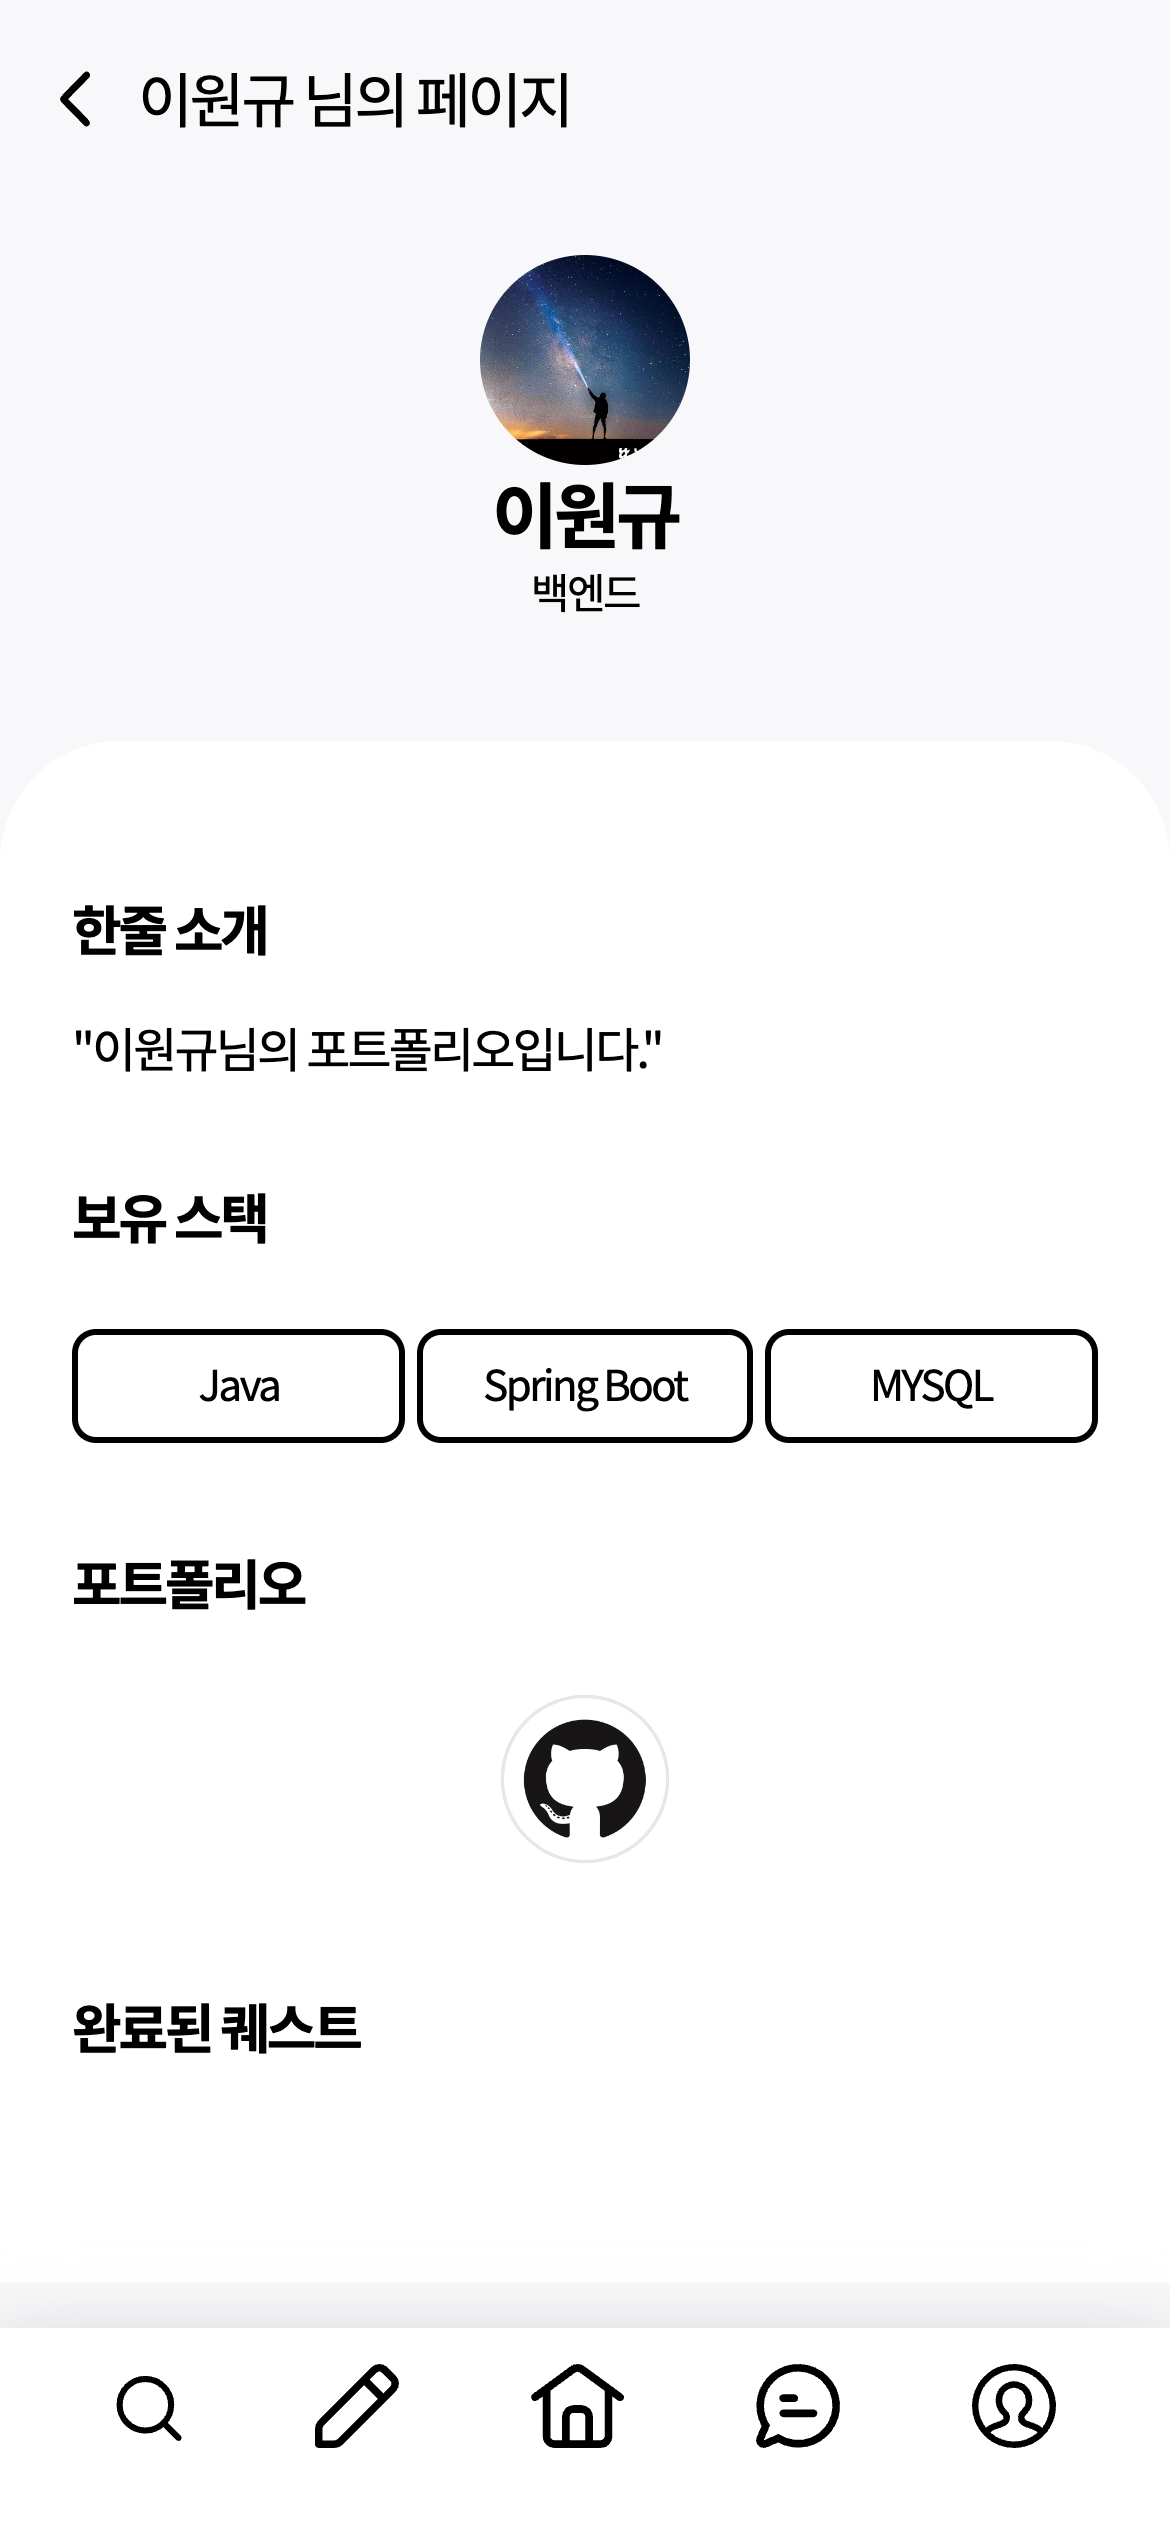 이원규 님의 페이지
이원규
백엔드
한줄 소개
"이원규님의 포트폴리오입니다."
보유 스택
Java
Spring Boot
MYSQL
포트폴리오
완료된 퀘스트